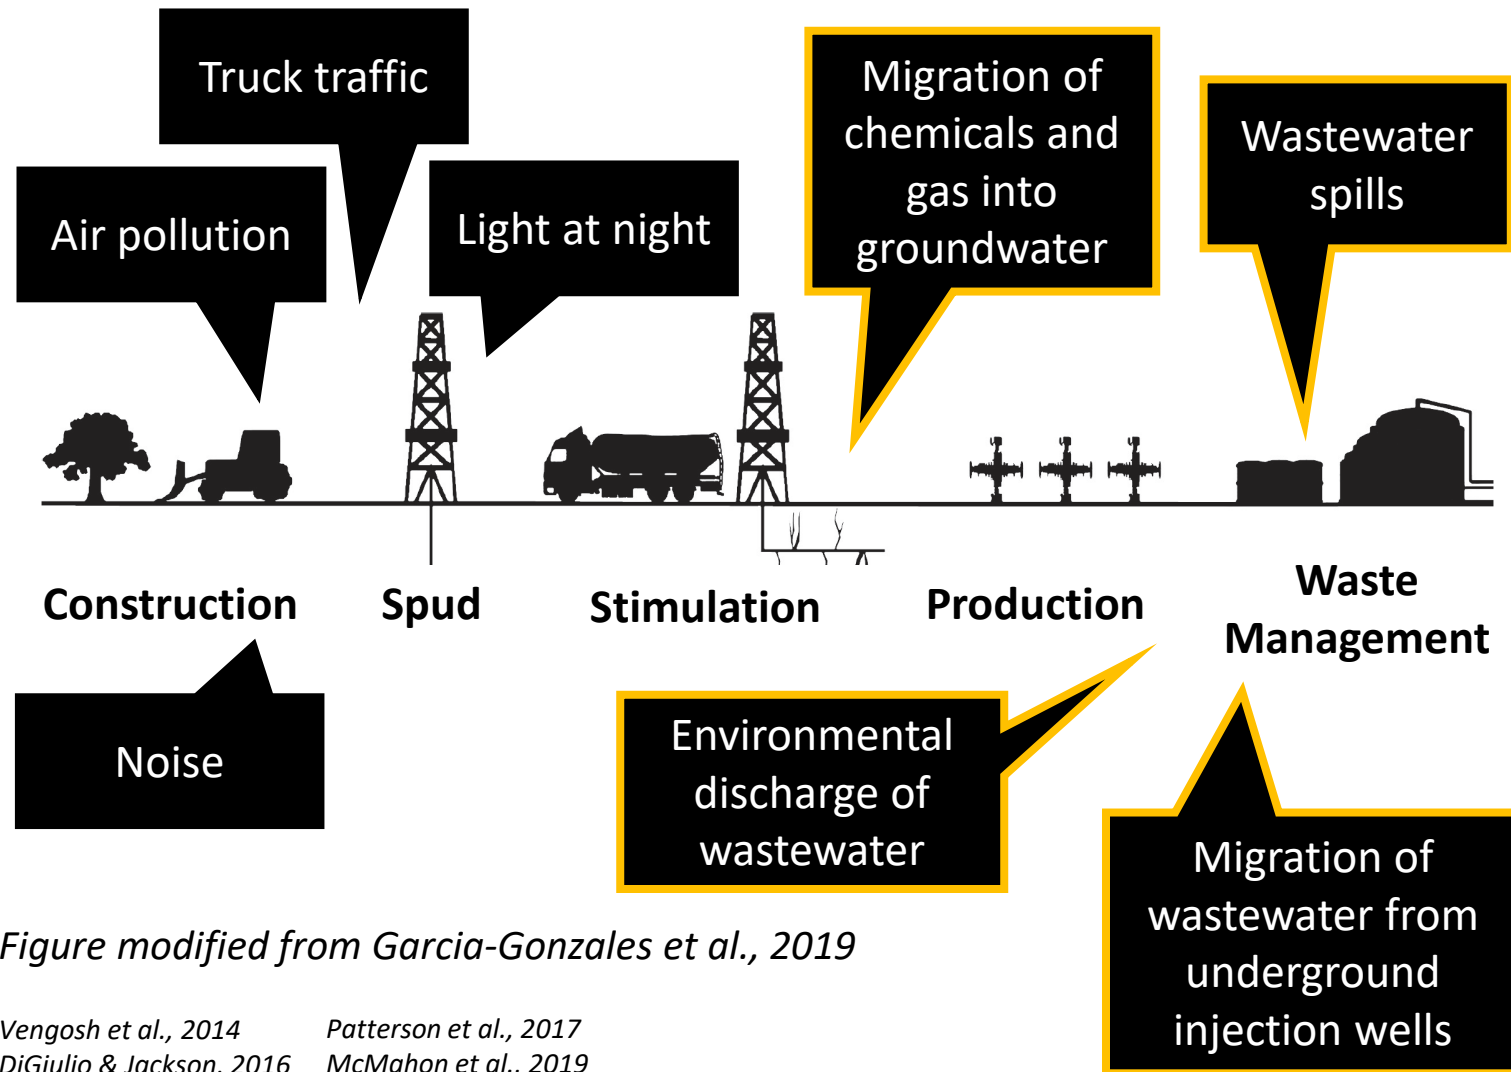 Truck traffic
Air pollution
Light at night
Migration of
chemicals and
gas into
groundwater
Wastewater
spills
Construction
Spud
Stimulation
Production
Waste
Management
Noise
Environmental
discharge of
wastewater
Migration of
wastewater from
underground
injection wells
Figure modified from Garcia-Gonzales et al., 2019
Vengosh et al., 2014
Patterson et al., 2017
DiGiulio & Jackson, 2016
McMahon et al., 2019